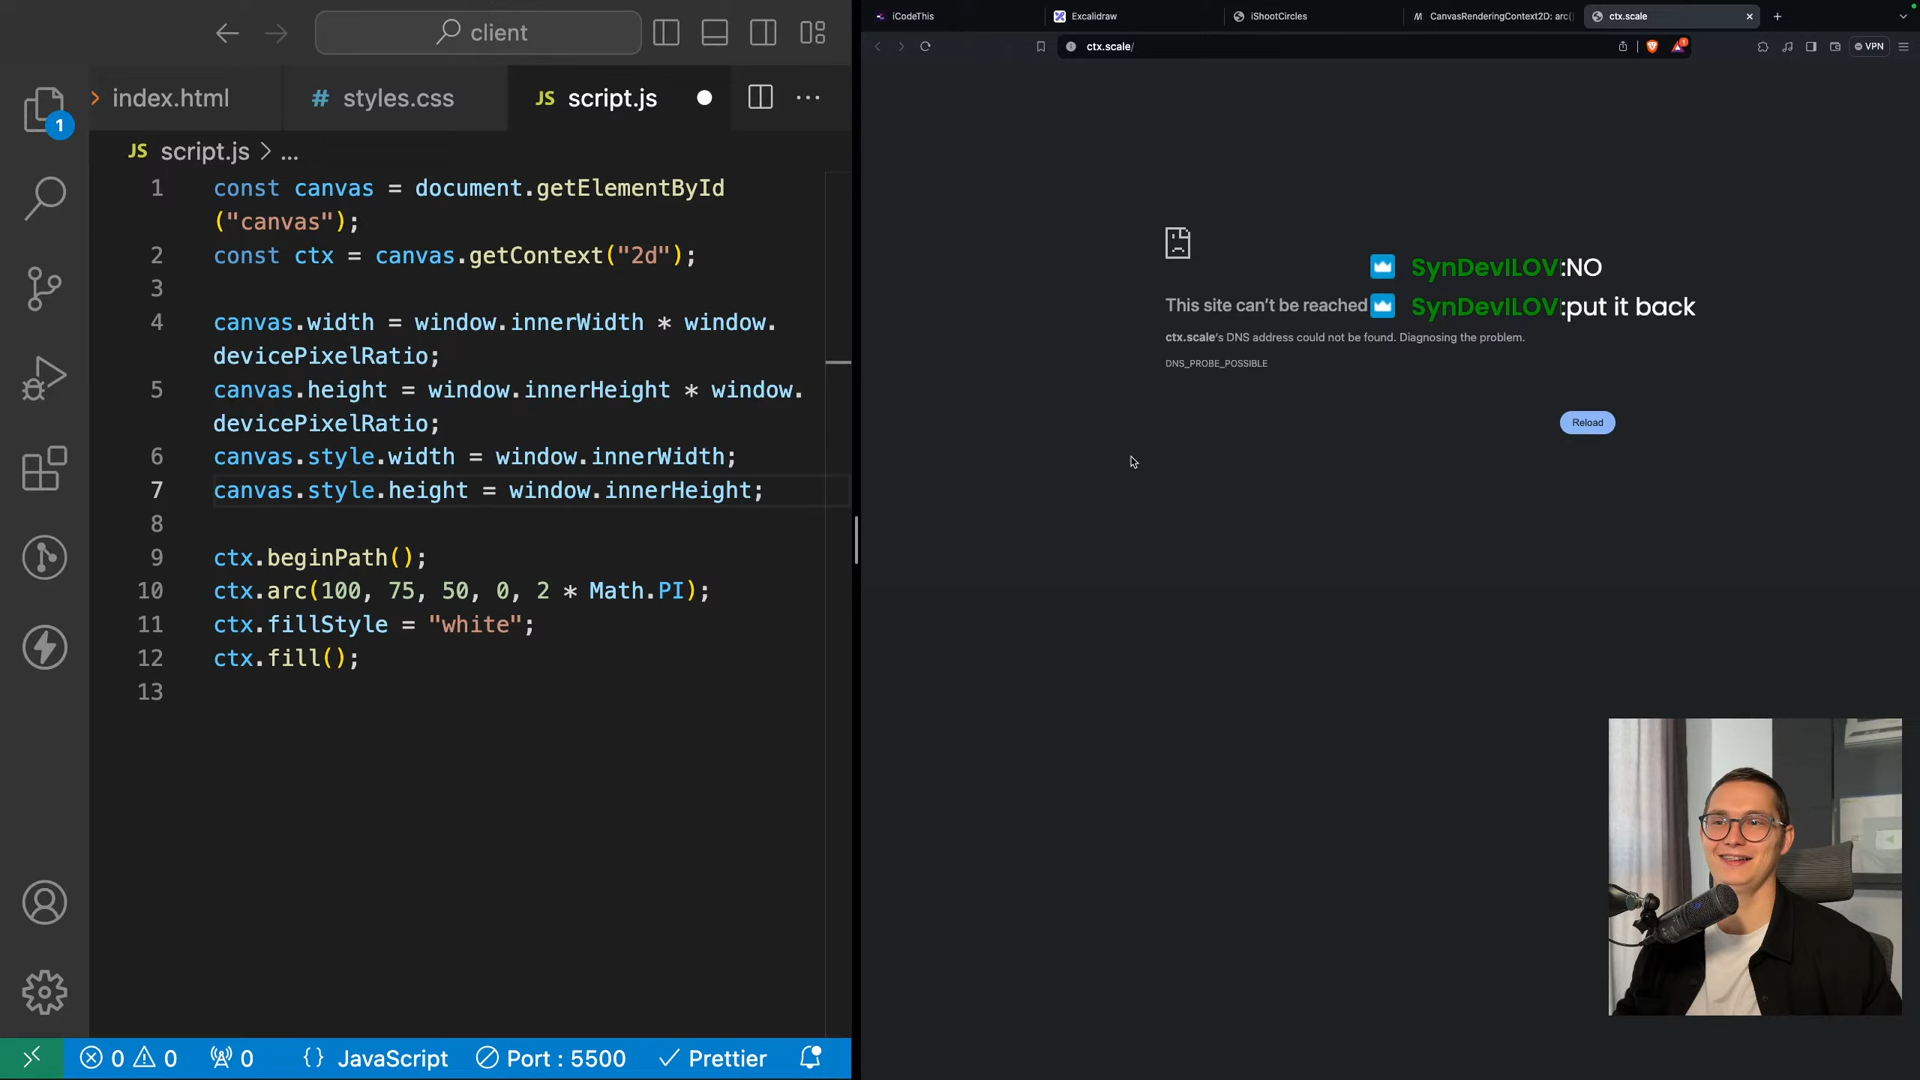 client
index.html
# styles.css
JS script.js
1
JS script.js > ...
1 const canvas = document.getElementById
("canvas");
2 const ctx = canvas.getContext("2d");
3
4 canvas.width = window.innerWidth * window.
devicePixelRatio;
5 canvas.height = window.innerHeight * window.
devicePixelRatio;
6 canvas.style.width = window.innerWidth;
7 canvas.style.height = window.innerHeight;
8
9 ctx.beginPath();
10 ctx.arc(100, 75, 50, 0, 2 * Math.PI);
11 ctx.fillStyle = "white";
12 ctx.fill();
13
0 0 0 {} JavaScript Port : 5500 Prettier
iCodeThis
Excalidraw
iShootCircles
CanvasRenderingContext2D: arc()
ctx.scale
ctx.scale/
1
VPN
SynDevILOV:NO
This site can't be reached
SynDevILOV:put it back
ctx.scale's DNS address could not be found. Diagnosing the problem.
DNS_PROBE_POSSIBLE
Reload